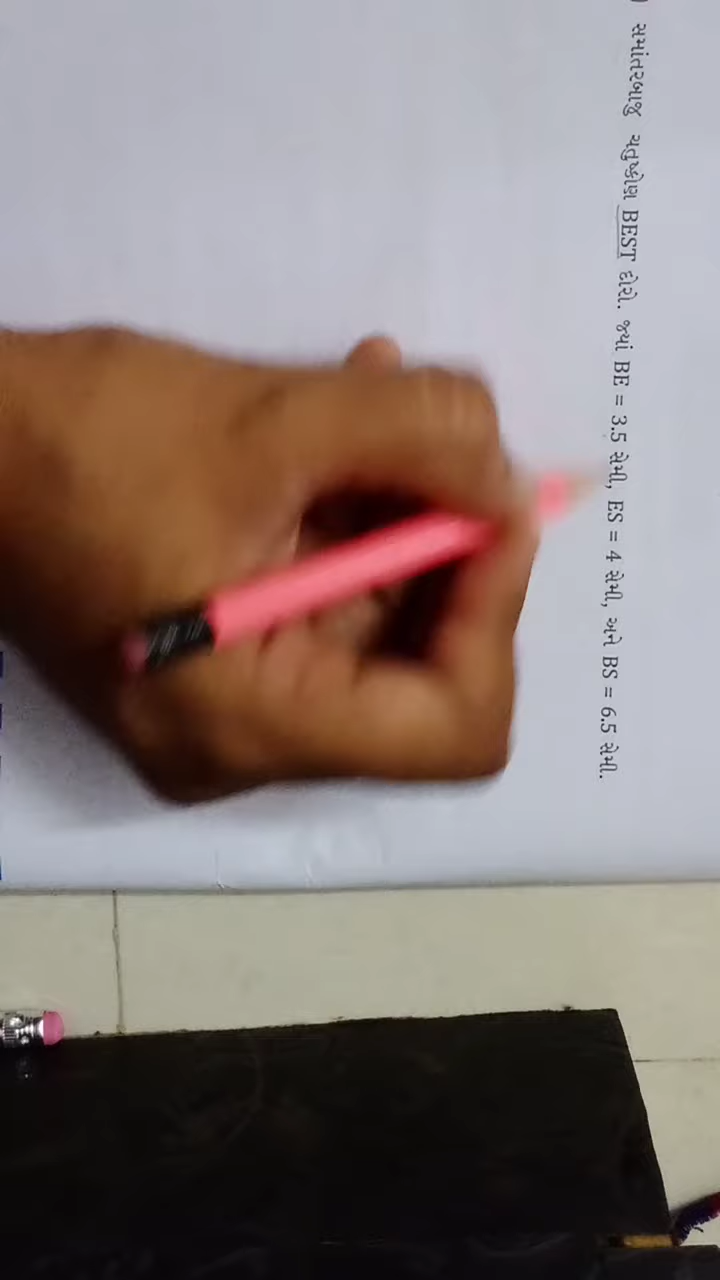 સમાંતરબાજુ ચતુષ્કોણ BEST દોરો. જ્યાં BE = 3.5 સેમી, ES = 4 સેમી, અને BS = 6.5 સેમી.